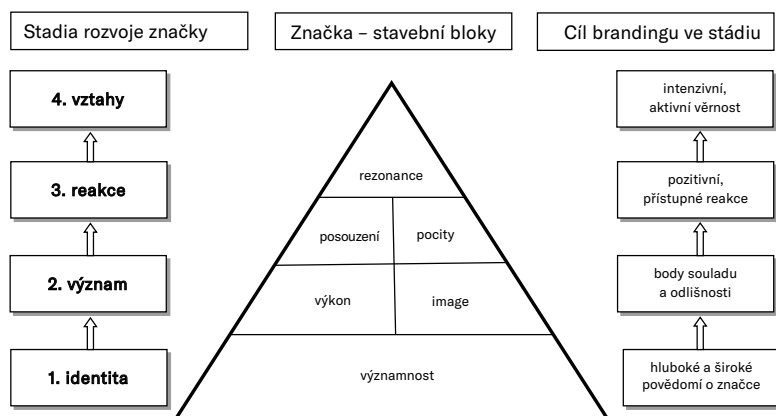 Stadia rozvoje značky
Značka – stavební bloky
Cíl brandingu ve stádiu
4. vztahy
3. reakce
2. význam
1. identita
rezonance
posouzení
pocity
výkon
image
významnost
intenzivní,
aktivní věrnost
pozitivní,
přístupné reakce
body souladu
a odlišnosti
hluboké a široké
povědomí o značce